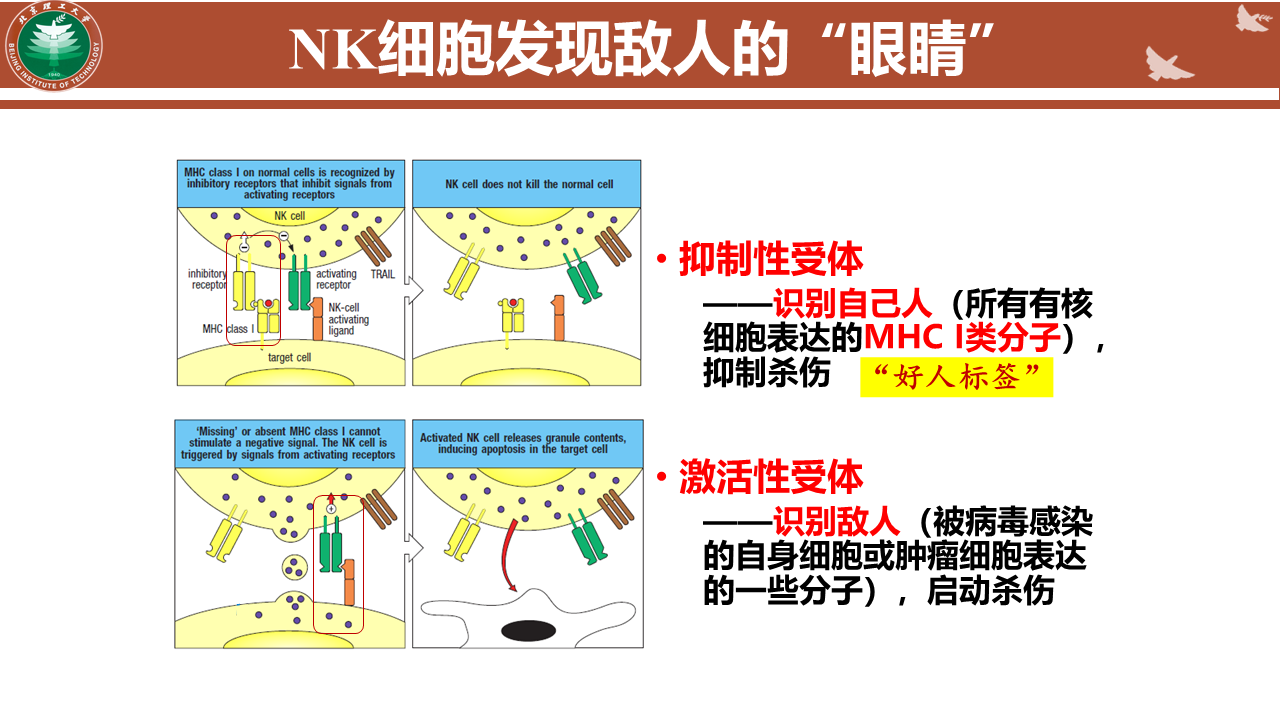 北京理工大学
BEIJING INSTITUTE OF TECHNOLOGY
1940
NK细胞发现敌人的“眼睛”
MHC class I on normal cells is recognized by
inhibitory receptors that inhibit signals from
activating receptors
NK cell does not kill the normal cell
NK cell
inhibitory
receptor
activating
receptor
TRAIL
NK-cell
activating
ligand
MHC class I
target cell
‘Missing’ or absent MHC class I cannot
stimulate a negative signal. The NK cell is
triggered by signals from activating receptors
Activated NK cell releases granule contents,
inducing apoptosis in the target cell
• 抑制性受体
——识别自己人（所有有核
细胞表达的MHC I类分子），
抑制杀伤
“好人标签”
• 激活性受体
——识别敌人（被病毒感染
的自身细胞或肿瘤细胞表达
的一些分子），启动杀伤